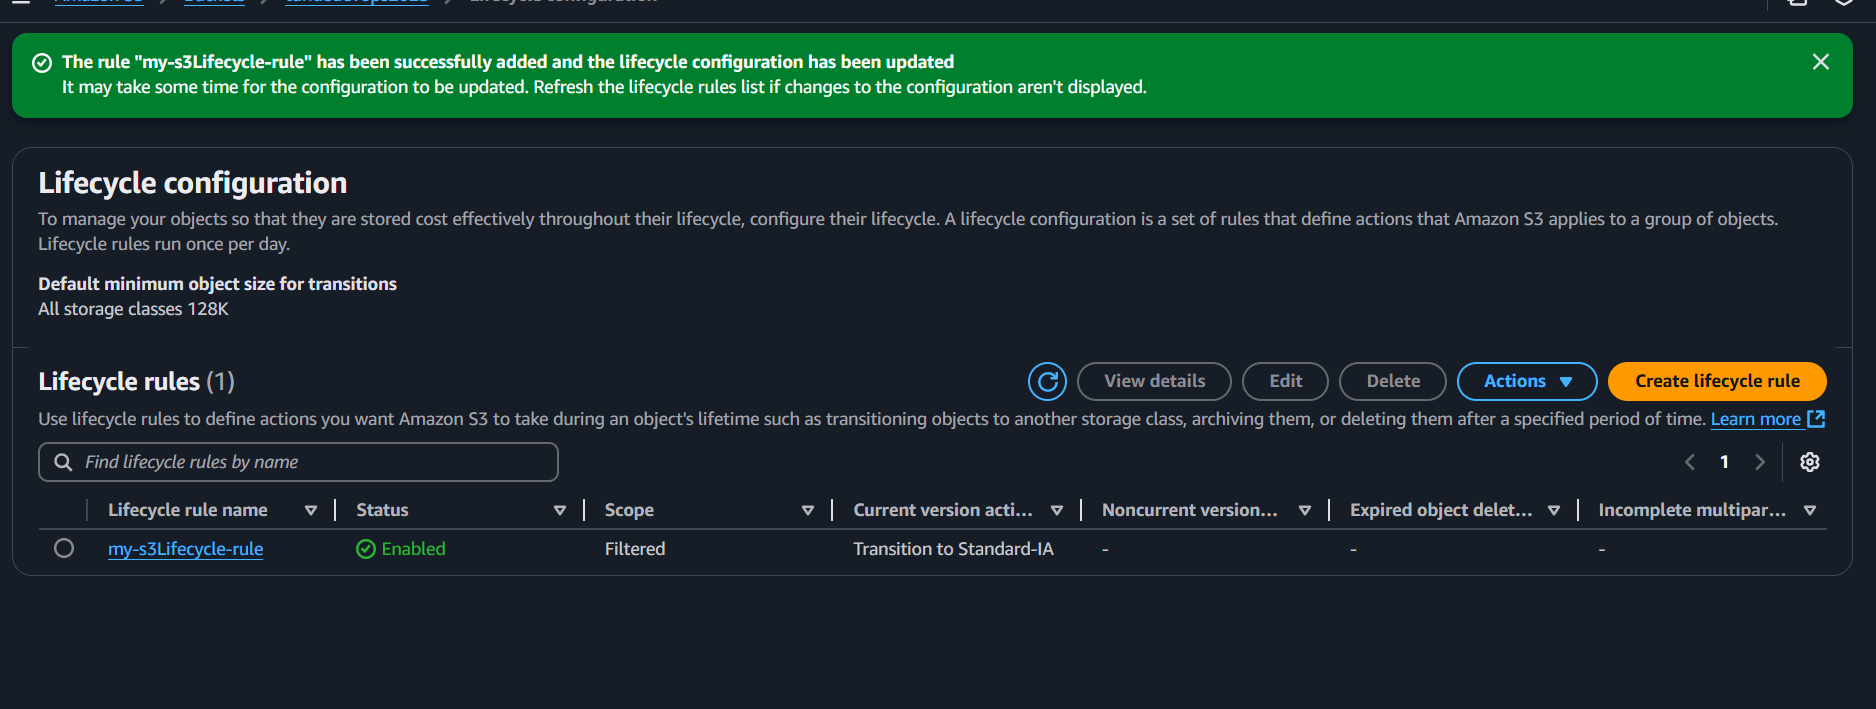 The rule "my-s3Lifecycle-rule" has been successfully added and the lifecycle configuration has been updated
It may take some time for the configuration to be updated. Refresh the lifecycle rules list if changes to the configuration aren't displayed.
Lifecycle configuration
To manage your objects so that they are stored cost effectively throughout their lifecycle, configure their lifecycle. A lifecycle configuration is a set of rules that define actions that Amazon S3 applies to a group of objects.
Lifecycle rules run once per day.
Default minimum object size for transitions
All storage classes 128K
Lifecycle rules (1)
View details
Edit
Delete
Actions
Create lifecycle rule
Use lifecycle rules to define actions you want Amazon S3 to take during an object's lifetime such as transitioning objects to another storage class, archiving them, or deleting them after a specified period of time. Learn more
Find lifecycle rules by name
1
Lifecycle rule name Status Scope Current version acti... Noncurrent version... Expired object delet... Incomplete multipar...
my-s3Lifecycle-rule Enabled Filtered Transition to Standard-IA - - -